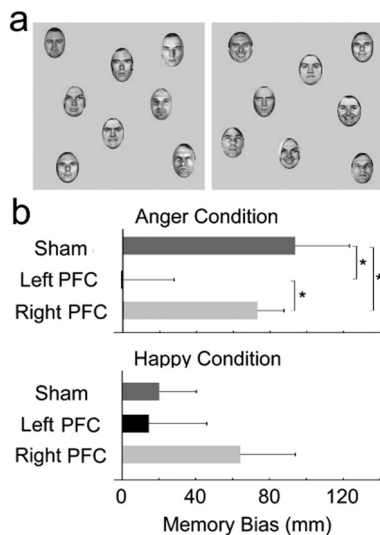 a
b
Anger Condition
Sham
Left PFC
Right PFC
*
*
*
Happy Condition
Sham
Left PFC
Right PFC
0 40 80 120
Memory Bias (mm)